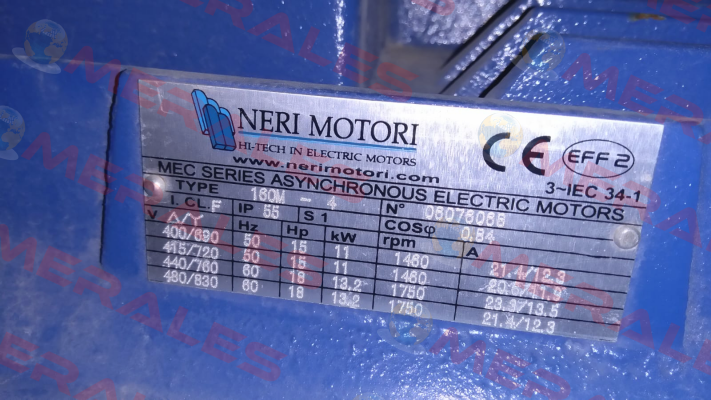 NERI MOTORI
HI-TECH IN ELECTRIC MOTORS
www.nerimotori.com
CE EFF 2
3~IEC 34-1
MEC SERIES ASYNCHRONOUS ELECTRIC MOTORS
TYPE 160M - 4 N° 08076068
I. CL.F IP 55 S 1 COSφ 0.84
V Δ/Y Hz Hp kW rpm A
400/690 50 15 11 1460 21.4/12.3
415/720 50 15 11 1460 20.6/11.9
440/760 60 18 13.2 1750 23.3/13.5
480/830 60 18 13.2 1750 21.4/12.3
MERALES